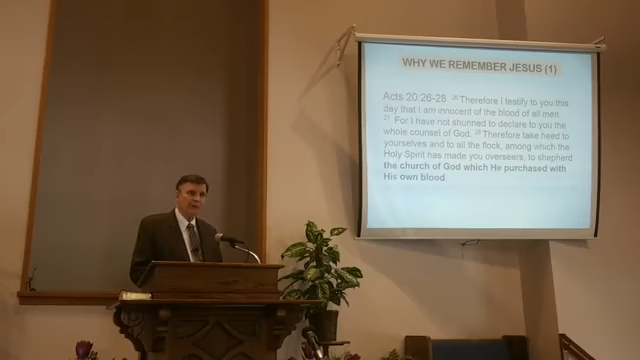 WHY WE REMEMBER JESUS (1)
Acts 20:26-28 26 Therefore I testify to you this
day that I am innocent of the blood of all men.
27 For I have not shunned to declare to you the
whole counsel of God. 28 Therefore take heed to
yourselves and to all the flock, among which the
Holy Spirit has made you overseers, to shepherd
the church of God which He purchased with
His own blood.